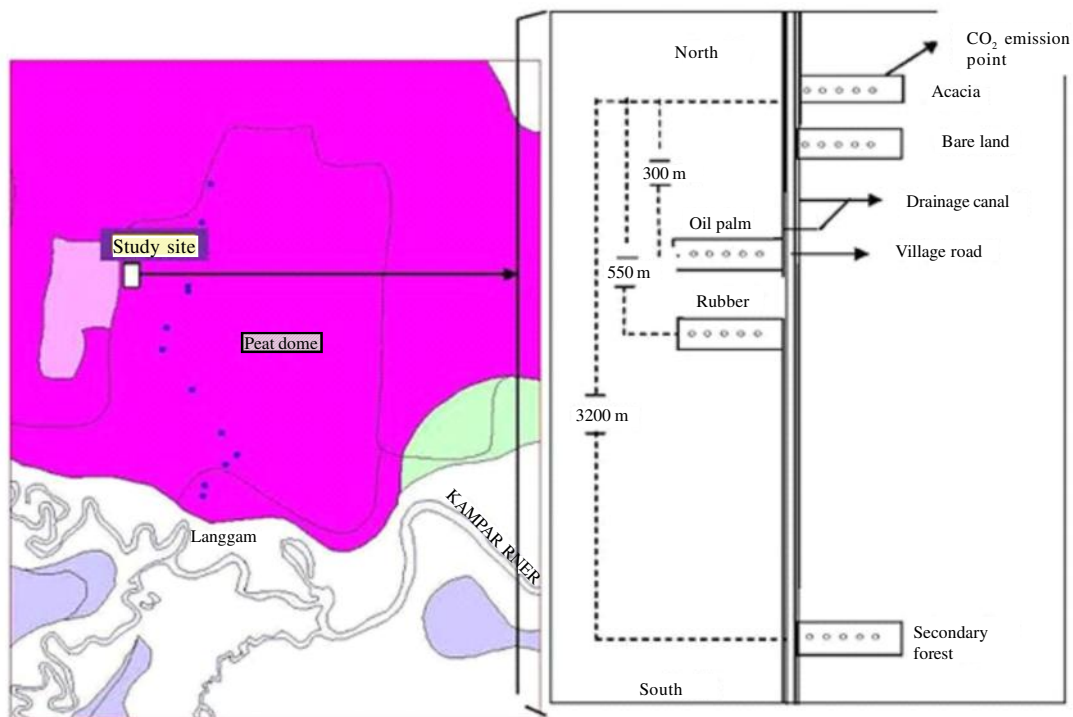 Study site
Peat dome
Langgam
KAMPAR RNER
North
CO₂ emission
point
Acacia
Bare land
300 m
Drainage canal
Oil palm
Village road
550 m
Rubber
3200 m
Secondary
forest
South